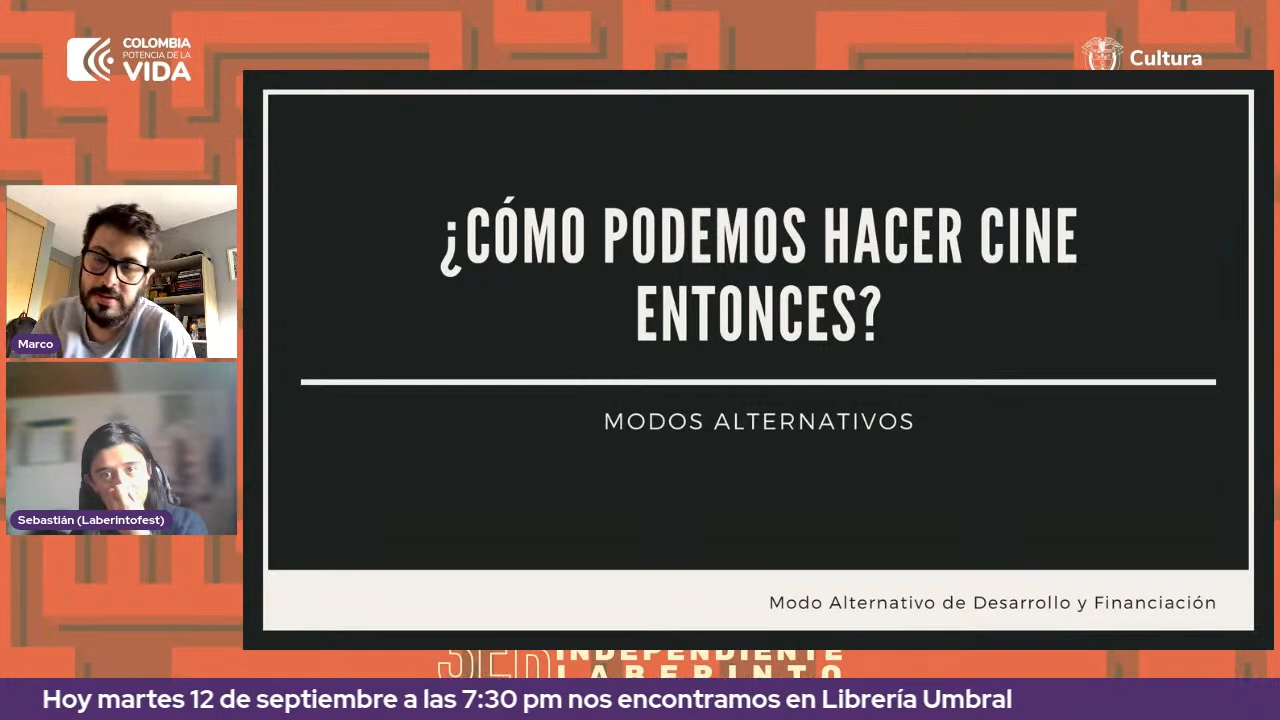 COLOMBIA
POTENCIA DE LA
VIDA
Cultura
¿CÓMO PODEMOS HACER CINE
ENTONCES?
MODOS ALTERNATIVOS
Modo Alternativo de Desarrollo y Financiación
Marco
Sebastián (Laberintofest)
SER
INDEPENDIENTE
LABERINTO
Hoy martes 12 de septiembre a las 7:30 pm nos encontramos en Librería Umbral